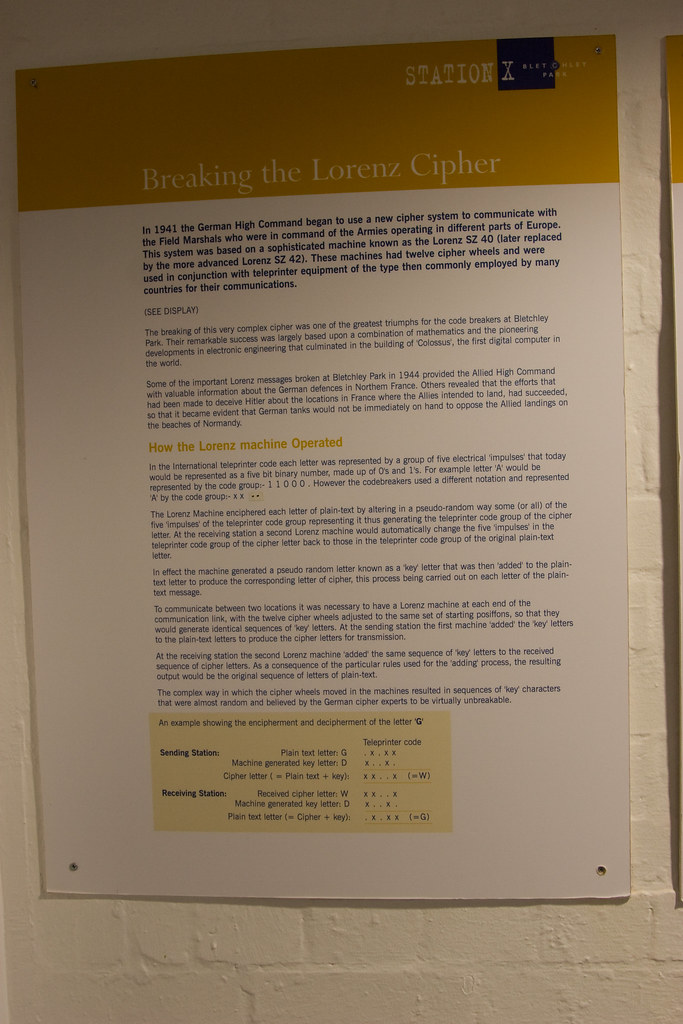 STATION X BLETCHLEY
PARK
Breaking the Lorenz Cipher
In 1941 the German High Command began to use a new cipher system to communicate with
the Field Marshals who were in command of the Armies operating in different parts of Europe.
This system was based on a sophisticated machine known as the Lorenz SZ 40 (later replaced
by the more advanced Lorenz SZ 42). These machines had twelve cipher wheels and were
used in conjunction with teleprinter equipment of the type then commonly employed by many
countries for their communications.
(SEE DISPLAY)
The breaking of this very complex cipher was one of the greatest triumphs for the code breakers at Bletchley
Park. Their remarkable success was largely based upon a combination of mathematics and the pioneering
developments in electronic engineering that culminated in the building of 'Colossus', the first digital computer in
the world.
Some of the important Lorenz messages broken at Bletchley Park in 1944 provided the Allied High Command
with valuable information about the German defences in Northern France. Others revealed that the efforts that
had been made to deceive Hitler about the locations in France where the Allies intended to land, had succeeded,
so that it became evident that German tanks would not be immediately on hand to oppose the Allied landings on
the beaches of Normandy.
How the Lorenz machine Operated
In the International teleprinter code each letter was represented by a group of five electrical 'impulses' that today
would be represented as a five bit binary number, made up of 0's and 1's. For example letter 'A' would be
represented by the code group:- 1 1 0 0 0 . However the codebreakers used a different notation and represented
'A' by the code group:- x x • •
The Lorenz Machine enciphered each letter of plain-text by altering in a pseudo-random way some (or all) of the
five 'impulses' of the teleprinter code group representing it thus generating the teleprinter code group of the cipher
letter. At the receiving station a second Lorenz machine would automatically change the five 'impulses' in the
teleprinter code group of the cipher letter back to those in the teleprinter code group of the original plain-text
letter.
In effect the machine generated a pseudo random letter known as a 'key' letter that was then 'added' to the plain-
text letter to produce the corresponding letter of cipher, this process being carried out on each letter of the plain-
text message.
To communicate between two locations it was necessary to have a Lorenz machine at each end of the
communication link, with the twelve cipher wheels adjusted to the same set of starting positions, so that they
would generate identical sequences of 'key' letters. At the sending station the first machine 'added' the 'key' letters
to the plain-text letters to produce the cipher letters for transmission.
At the receiving station the second Lorenz machine 'added' the same sequence of 'key' letters to the received
sequence of cipher letters. As a consequence of the particular rules used for the 'adding' process, the resulting
output would be the original sequence of letters of plain-text.
The complex way in which the cipher wheels moved in the machines resulted in sequences of 'key' characters
that were almost random and believed by the German cipher experts to be virtually unbreakable.
An example showing the encipherment and decipherment of the letter 'G'
Teleprinter code
Sending Station: Plain text letter: G . x . x x
Machine generated key letter: D x . . x .
Cipher letter ( = Plain text + key): x x . . x (=W)
Receiving Station: Received cipher letter: W x x . . x
Machine generated key letter: D x . . x .
Plain text letter (= Cipher + key): . x . x x (=G)